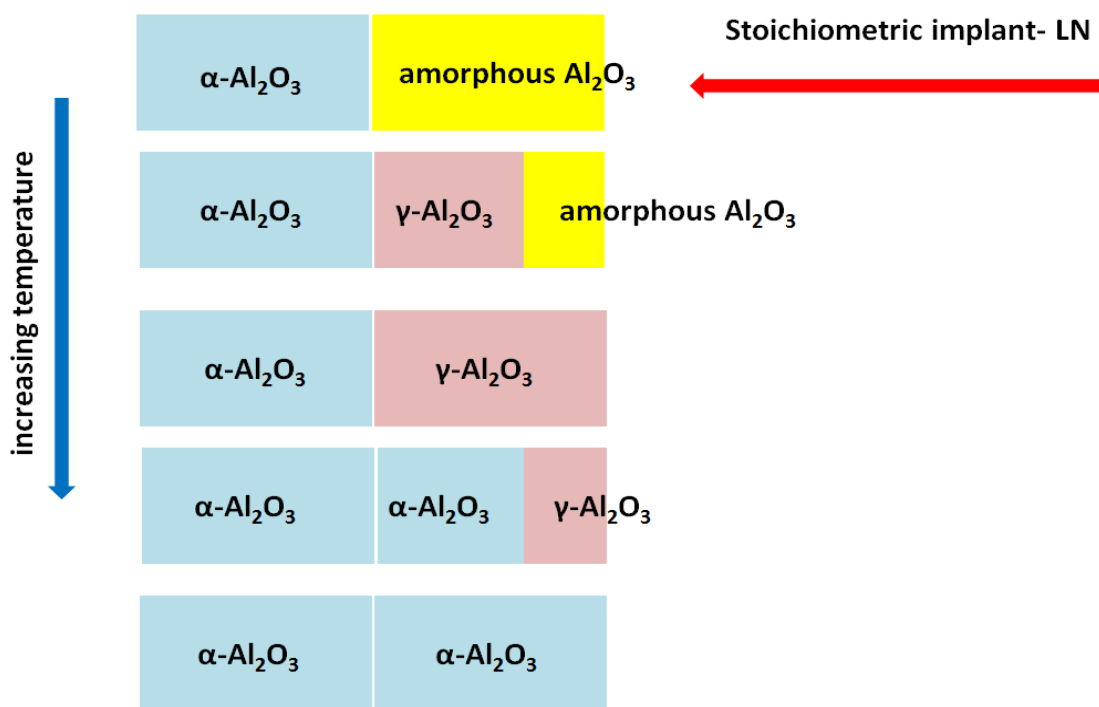 Stoichiometric implant- LN
α-Al₂O₃
amorphous Al₂O₃
α-Al₂O₃
γ-Al₂O₃
amorphous Al₂O₃
increasing temperature
α-Al₂O₃
γ-Al₂O₃
α-Al₂O₃
α-Al₂O₃
γ-Al₂O₃
α-Al₂O₃
α-Al₂O₃